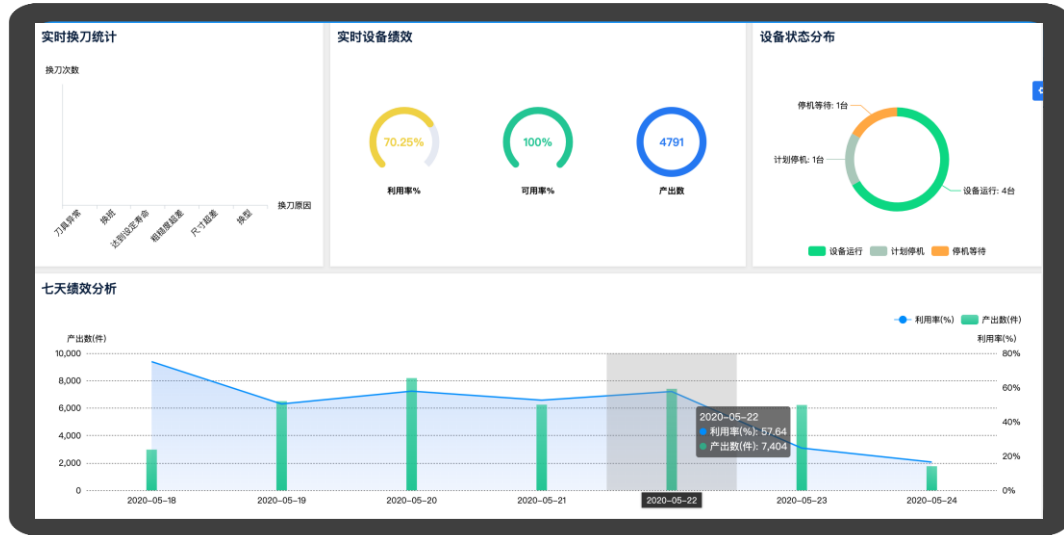 实时换刀统计
换刀次数
刀具异常
换班
达到设定寿命
粗糙度超差
尺寸超差
换型
换刀原因
实时设备绩效
70.25%
利用率%
100%
可用率%
4791
产出数
设备状态分布
停机等待: 1台
计划停机: 1台
设备运行: 4台
设备运行 计划停机 停机等待
七天绩效分析
利用率(%) 产出数(件)
产出数(件) 利用率(%)
10,000 80%
8,000
60%
6,000
40%
4,000
20%
2,000
0 0%
2020-05-22
利用率(%): 57.64
产出数(件): 7,404
2020-05-18 2020-05-19 2020-05-20 2020-05-21 2020-05-22 2020-05-23 2020-05-24